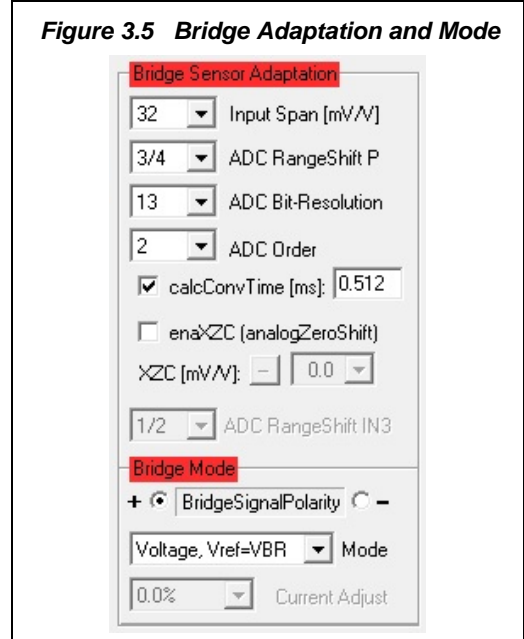 Figure 3.5 Bridge Adaptation and Mode
Bridge Sensor Adaptation
32 Input Span [mV/V]
3/4 ADC RangeShift P
13 ADC Bit-Resolution
2 ADC Order
calcConvTime [ms]: 0.512
enaXZC (analogZeroShift)
XZC [mV/V]: - 0.0
1/2 ADC RangeShift IN3
Bridge Mode
+ BridgeSignalPolarity -
Voltage, Vref=VBR Mode
0.0% Current Adjust